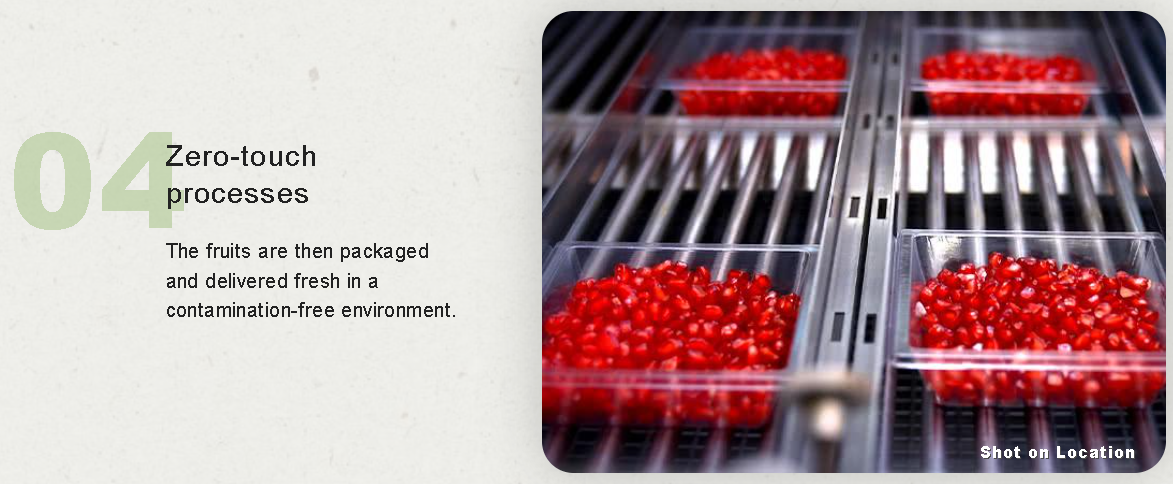 04
Zero-touch
processes
The fruits are then packaged
and delivered fresh in a
contamination-free environment.
Shot on Location